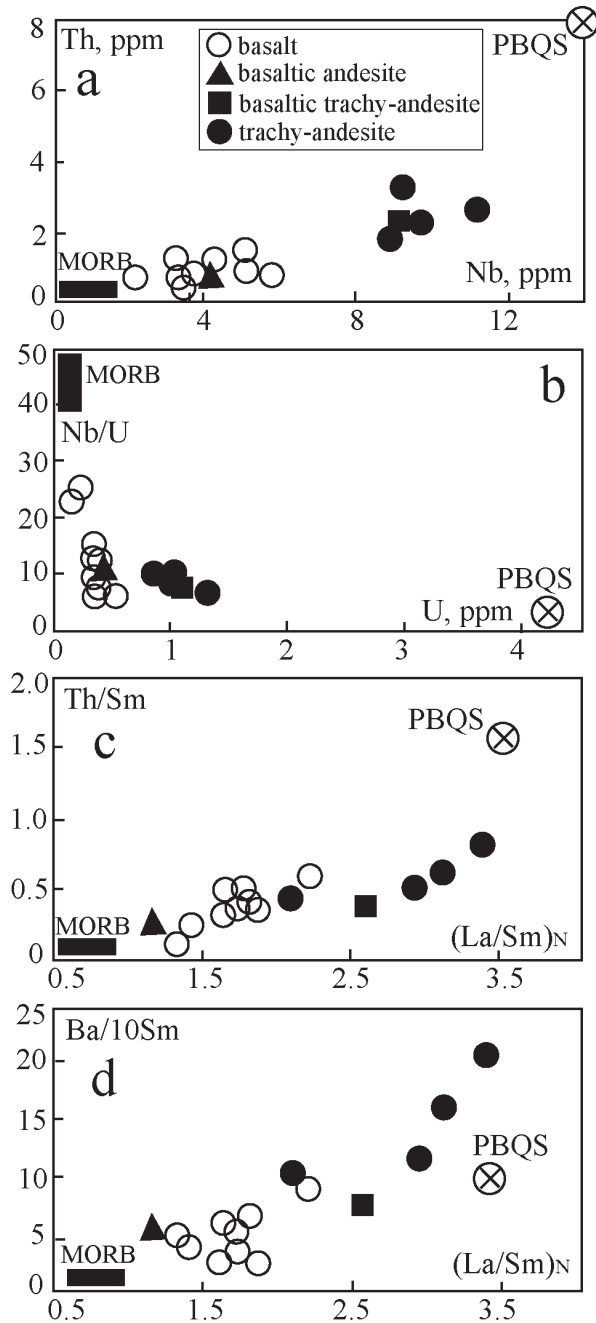 8
Th, ppm
basalt
PBQS
a
basaltic andesite
6
basaltic trachy-andesite
trachy-andesite
4
2
MORB
Nb, ppm
0
0 4 8 12
50
MORB
b
40
Nb/U
30
20
10
PBQS
U, ppm
0
0 1 2 3 4
2.0
Th/Sm
PBQS
c
1.5
1.0
0.5
MORB
(La/Sm)N
0
0.5 1.5 2.5 3.5
25
Ba/10Sm
20
d
15
PBQS
10
5
MORB
(La/Sm)N
0
0.5 1.5 2.5 3.5